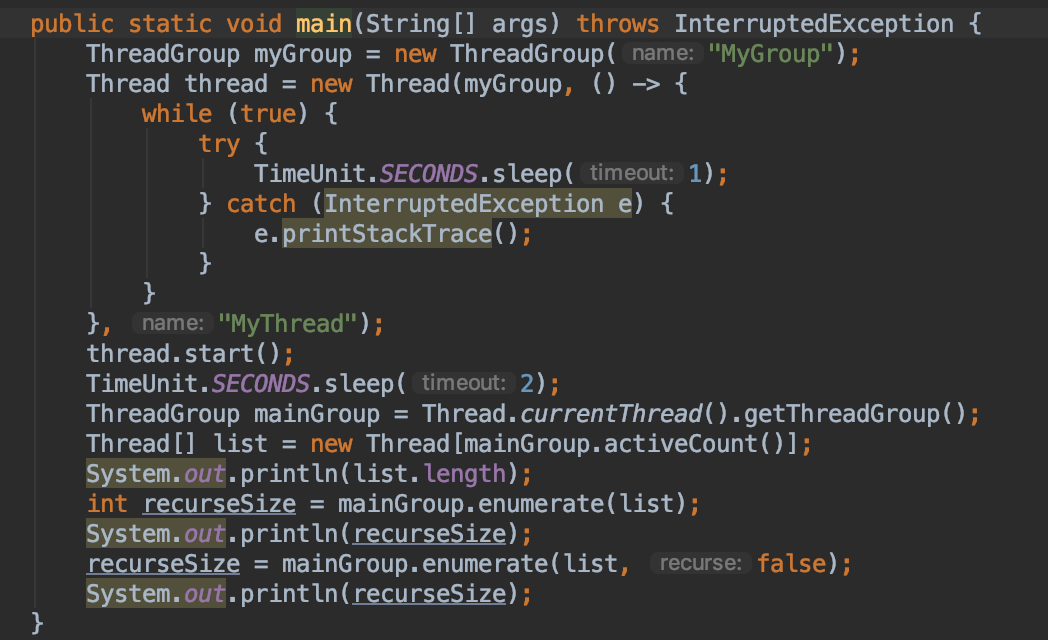 public static void main(String[] args) throws InterruptedException {
ThreadGroup myGroup = new ThreadGroup( name: "MyGroup");
Thread thread = new Thread(myGroup, () -> {
while (true) {
try {
TimeUnit.SECONDS.sleep( timeout: 1);
} catch (InterruptedException e) {
e.printStackTrace();
}
}
}, name: "MyThread");
thread.start();
TimeUnit.SECONDS.sleep( timeout: 2);
ThreadGroup mainGroup = Thread.currentThread().getThreadGroup();
Thread[] list = new Thread[mainGroup.activeCount()];
System.out.println(list.length);
int recurseSize = mainGroup.enumerate(list);
System.out.println(recurseSize);
recurseSize = mainGroup.enumerate(list, recurse: false);
System.out.println(recurseSize);
}